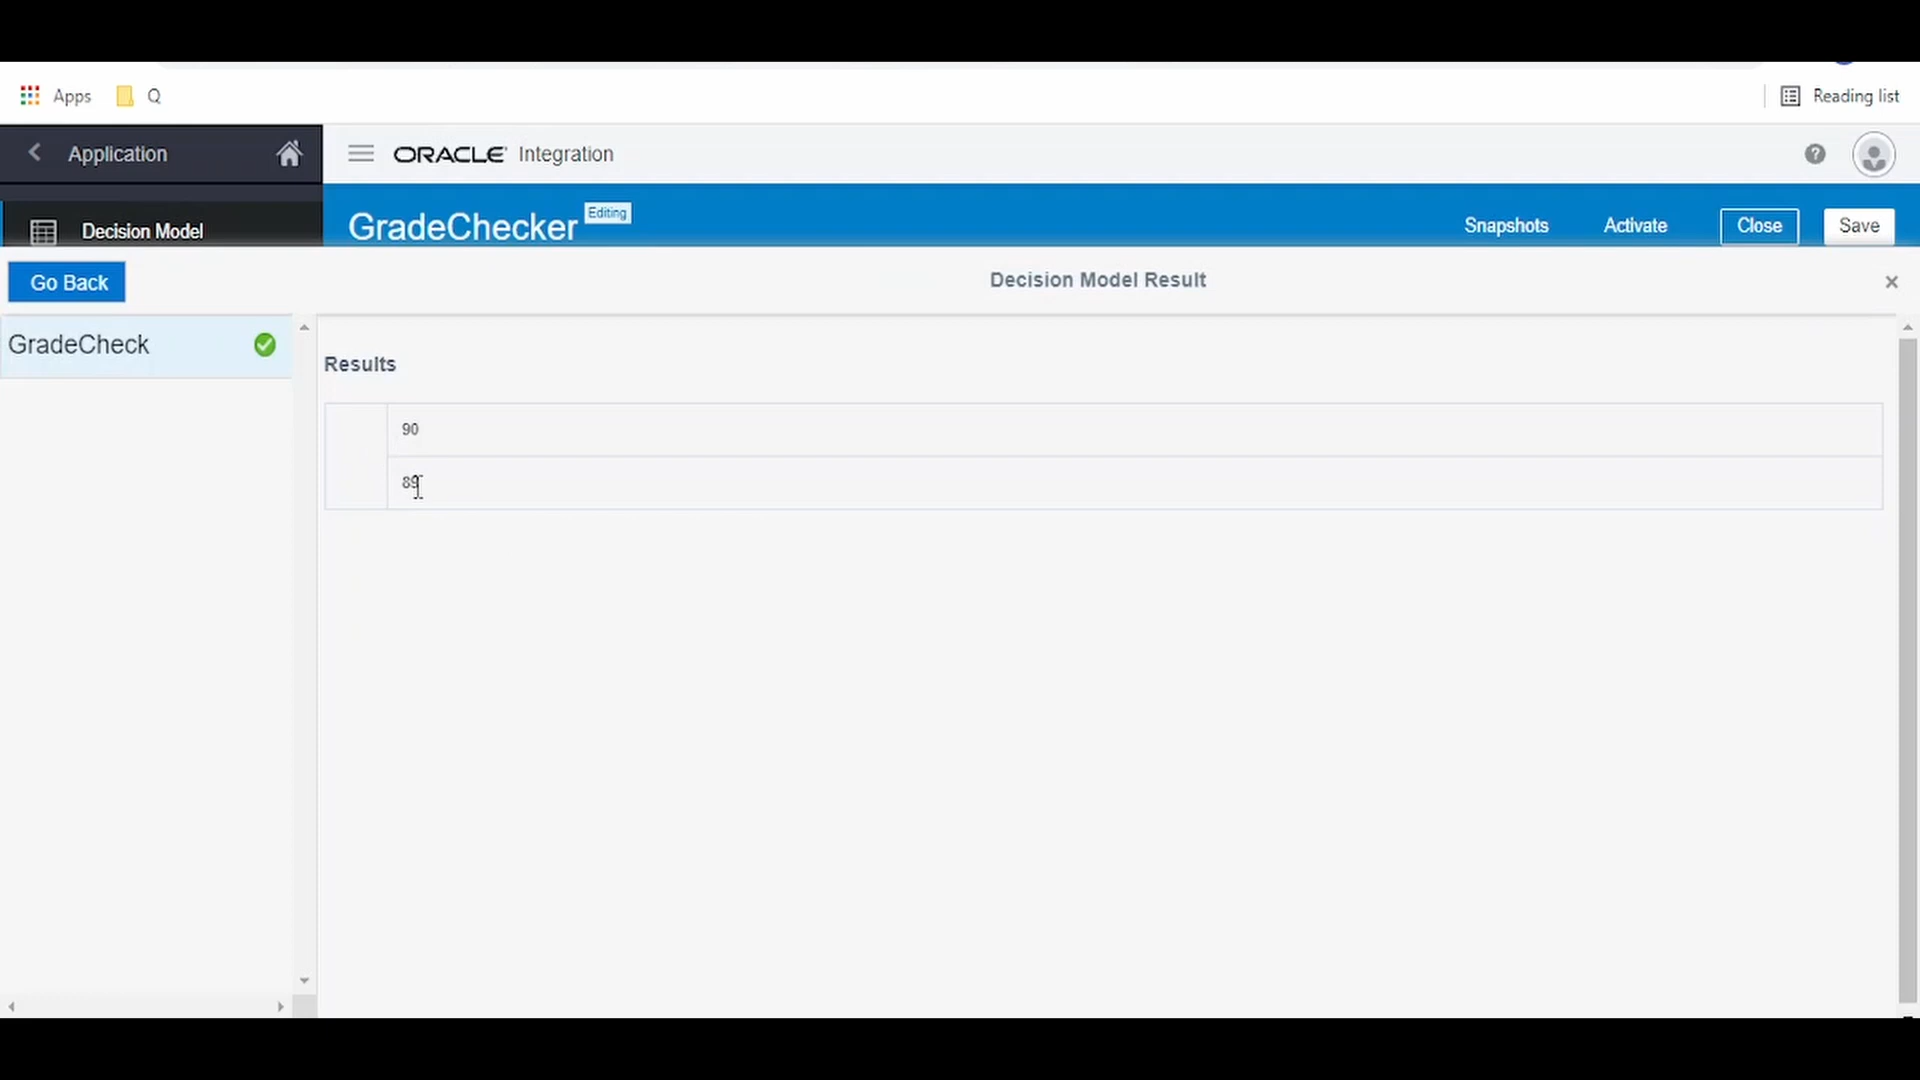 Apps Q Reading list
Application ORACLE Integration
Decision Model GradeChecker Editing Snapshots Activate Close Save
Go Back Decision Model Result
GradeCheck
Results
90
89